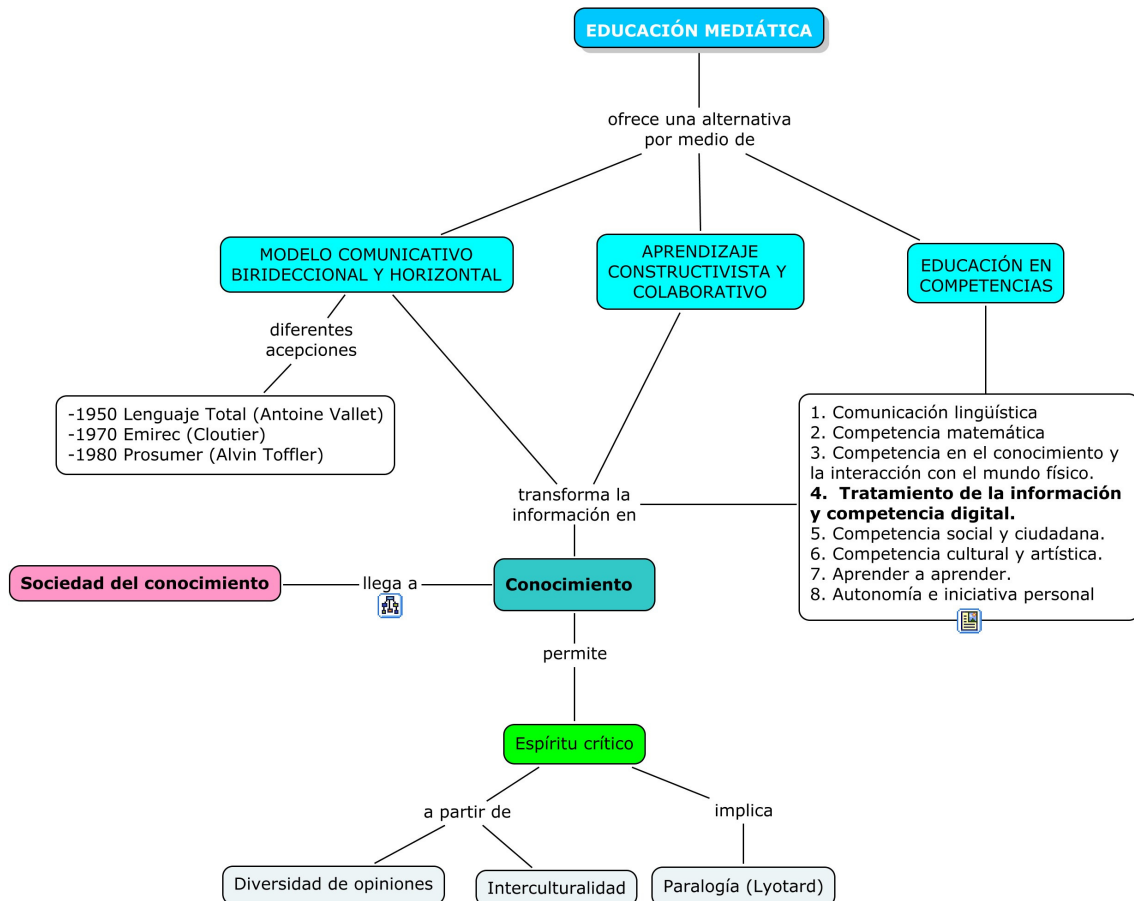 EDUCACIÓN MEDIÁTICA
ofrece una alternativa
por medio de
MODELO COMUNICATIVO
BIRIDECCIONAL Y HORIZONTAL
APRENDIZAJE
CONSTRUCTIVISTA Y
COLABORATIVO
EDUCACIÓN EN
COMPETENCIAS
diferentes
acepciones
-1950 Lenguaje Total (Antoine Vallet)
-1970 Emirec (Cloutier)
-1980 Prosumer (Alvin Toffler)
1. Comunicación lingüística
2. Competencia matemática
3. Competencia en el conocimiento y
la interacción con el mundo físico.
4. Tratamiento de la información
y competencia digital.
5. Competencia social y ciudadana.
6. Competencia cultural y artística.
7. Aprender a aprender.
8. Autonomía e iniciativa personal
transforma la
información en
Sociedad del conocimiento
llega a
Conocimiento
permite
Espíritu crítico
a partir de
implica
Diversidad de opiniones
Interculturalidad
Paralogía (Lyotard)